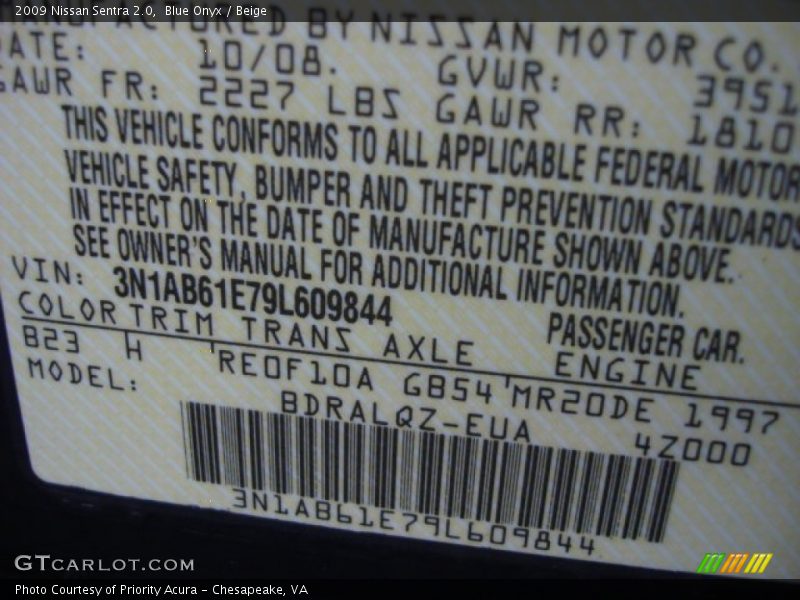 2009 Nissan Sentra 2.0,  Blue Onyx / Beige
MANUFACTURED BY NISSAN MOTOR CO.
DATE: 10/08. GVWR: 3951
GAWR FR: 2227 LBS GAWR RR: 1810
THIS VEHICLE CONFORMS TO ALL APPLICABLE FEDERAL MOTOR
VEHICLE SAFETY, BUMPER AND THEFT PREVENTION STANDARDS
IN EFFECT ON THE DATE OF MANUFACTURE SHOWN ABOVE.
SEE OWNER'S MANUAL FOR ADDITIONAL INFORMATION.
VIN: 3N1AB61E79L609844 PASSENGER CAR.
COLOR TRIM TRANS AXLE ENGINE
B23 H RE0F10A GB54 MR20DE 1997
MODEL: BDRALQZ-EUA 4Z000
3N1AB61E79L609844
GTCARLOT.COM
Photo Courtesy of Priority Acura – Chesapeake, VA